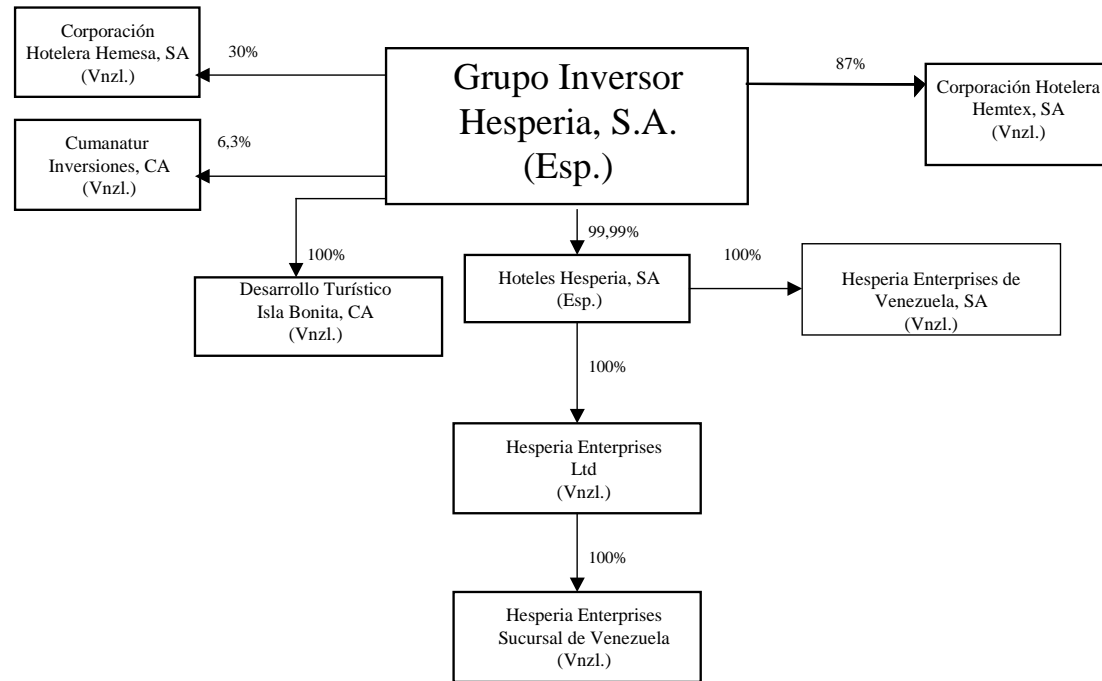 Corporación
Hotelera Hemesa, SA
(Vnzl.)
30%
Grupo Inversor
Hesperia, S.A.
(Esp.)
87%
Corporación Hotelera
Hemtex, SA
(Vnzl.)
Cumanatur
Inversiones, CA
(Vnzl.)
6,3%
100%
Desarrollo Turístico
Isla Bonita, CA
(Vnzl.)
99,99%
Hoteles Hesperia, SA
(Esp.)
100%
Hesperia Enterprises de
Venezuela, SA
(Vnzl.)
100%
Hesperia Enterprises
Ltd
(Vnzl.)
100%
Hesperia Enterprises
Sucursal de Venezuela
(Vnzl.)